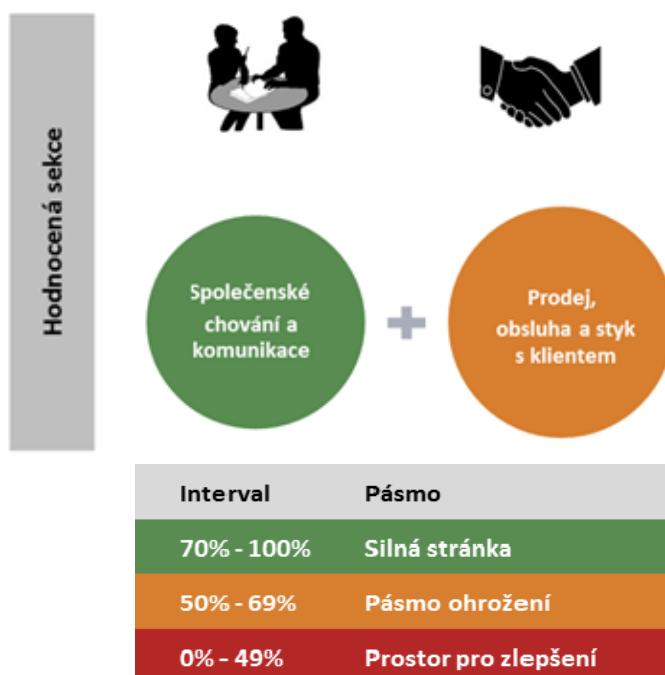 Hodnocená sekce
Společenské
chování a
komunikace
Prodej,
obsluha a styk
s klientem
Interval Pásmo
70% - 100% Silná stránka
50% - 69% Pásmo ohrožení
0% - 49% Prostor pro zlepšení